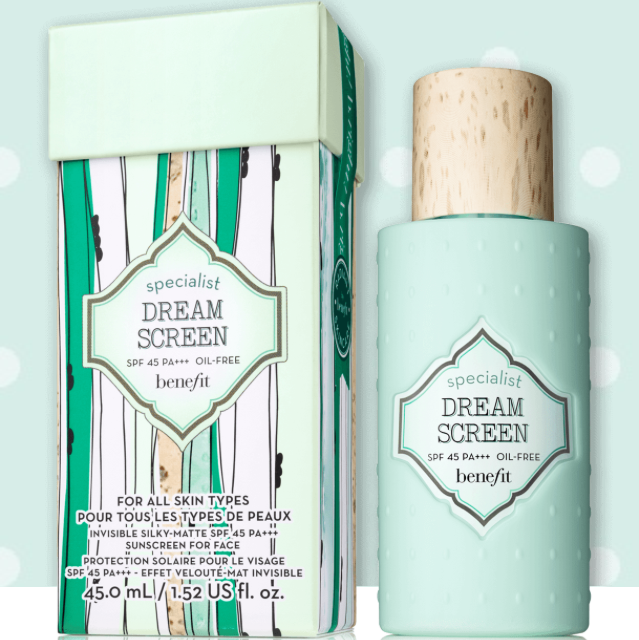 specialist
DREAM
SCREEN
SPF 45 PA+++ OIL-FREE
benefit
FOR ALL SKIN TYPES
POUR TOUS LES TYPES DE PEAUX
INVISIBLE SILKY-MATTE SPF 45 PA+++
SUNSCREEN FOR FACE
PROTECTION SOLAIRE POUR LE VISAGE
SPF 45 PA+++ - EFFET VELOUTÉ-MAT INVISIBLE
45.0 mL / 1.52 US fl. oz.
specialist
DREAM
SCREEN
SPF 45 PA+++ OIL-FREE
benefit